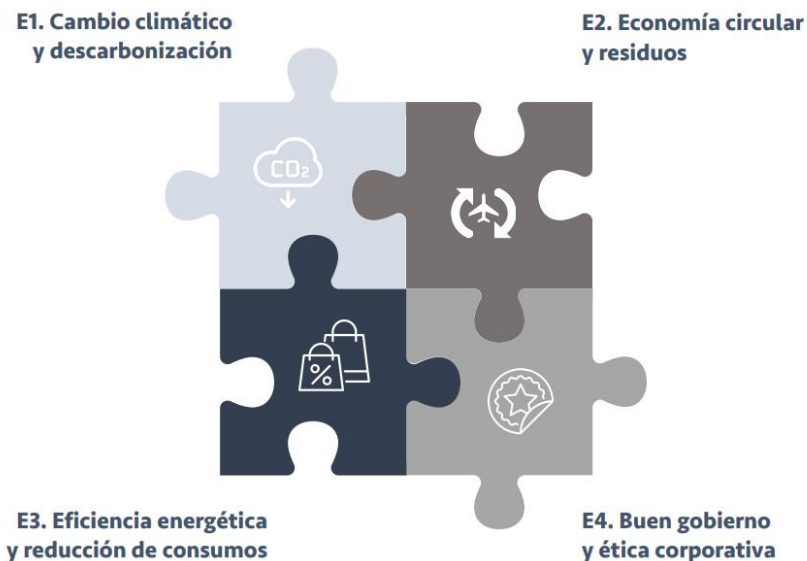 E1. Cambio climático
y descarbonización
E2. Economía circular
y residuos
CO₂
%
E3. Eficiencia energética
y reducción de consumos
E4. Buen gobierno
y ética corporativa